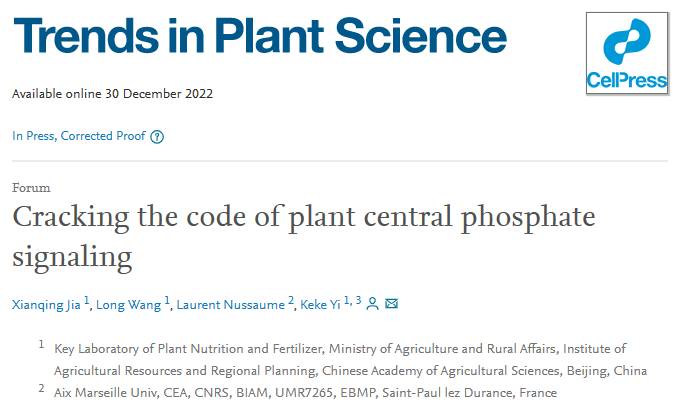 Trends in Plant Science
CellPress
Available online 30 December 2022
In Press, Corrected Proof ?
Forum
Cracking the code of plant central phosphate
signaling
Xianqing Jia 1, Long Wang 1, Laurent Nussaume 2, Keke Yi 1, 3
1 Key Laboratory of Plant Nutrition and Fertilizer, Ministry of Agriculture and Rural Affairs, Institute of
Agricultural Resources and Regional Planning, Chinese Academy of Agricultural Sciences, Beijing, China
2 Aix Marseille Univ, CEA, CNRS, BIAM, UMR7265, EBMP, Saint-Paul lez Durance, France